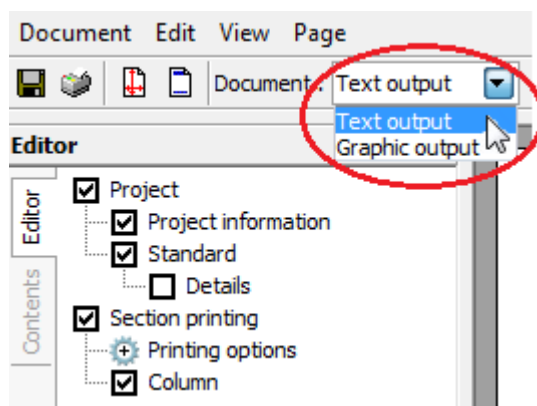 Document Edit View Page
Document: Text output
Text output
Graphic output
Editor
Editor
Contents
Project
Project information
Standard
Details
Section printing
Printing options
Column